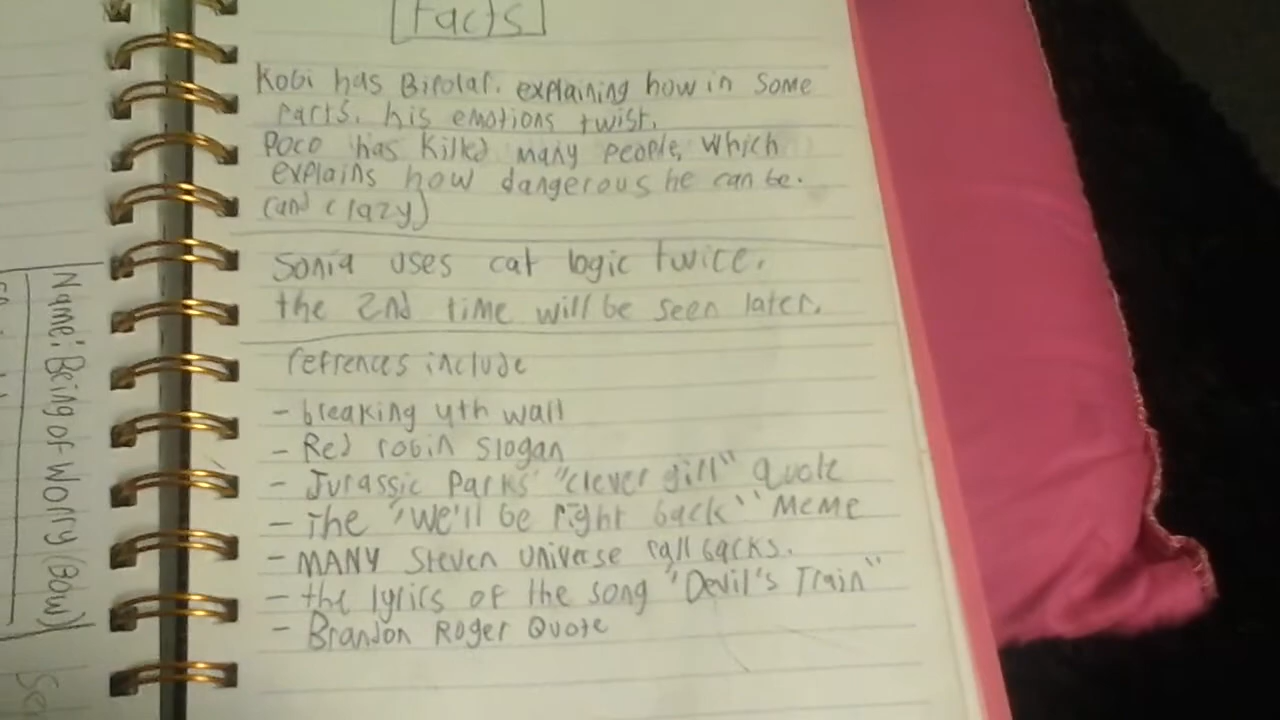 Facts
Kobi has Bipolar. explaining how in some
parts, his emotions twist.
Poco has killed many people, which
explains how dangerous he can be.
(and crazy)
Sonia uses cat logic twice.
the 2nd time will be seen later.
refrences include
- breaking 4th wall
- Red robin slogan
- Jurassic Parks "clever girl" quote
- The "we'll be right back" Meme
- MANY Steven Universe call backs.
- the lyrics of the song "Devil's Train"
- Brandon Roger Quote
Name: Being of Worry (Bow)